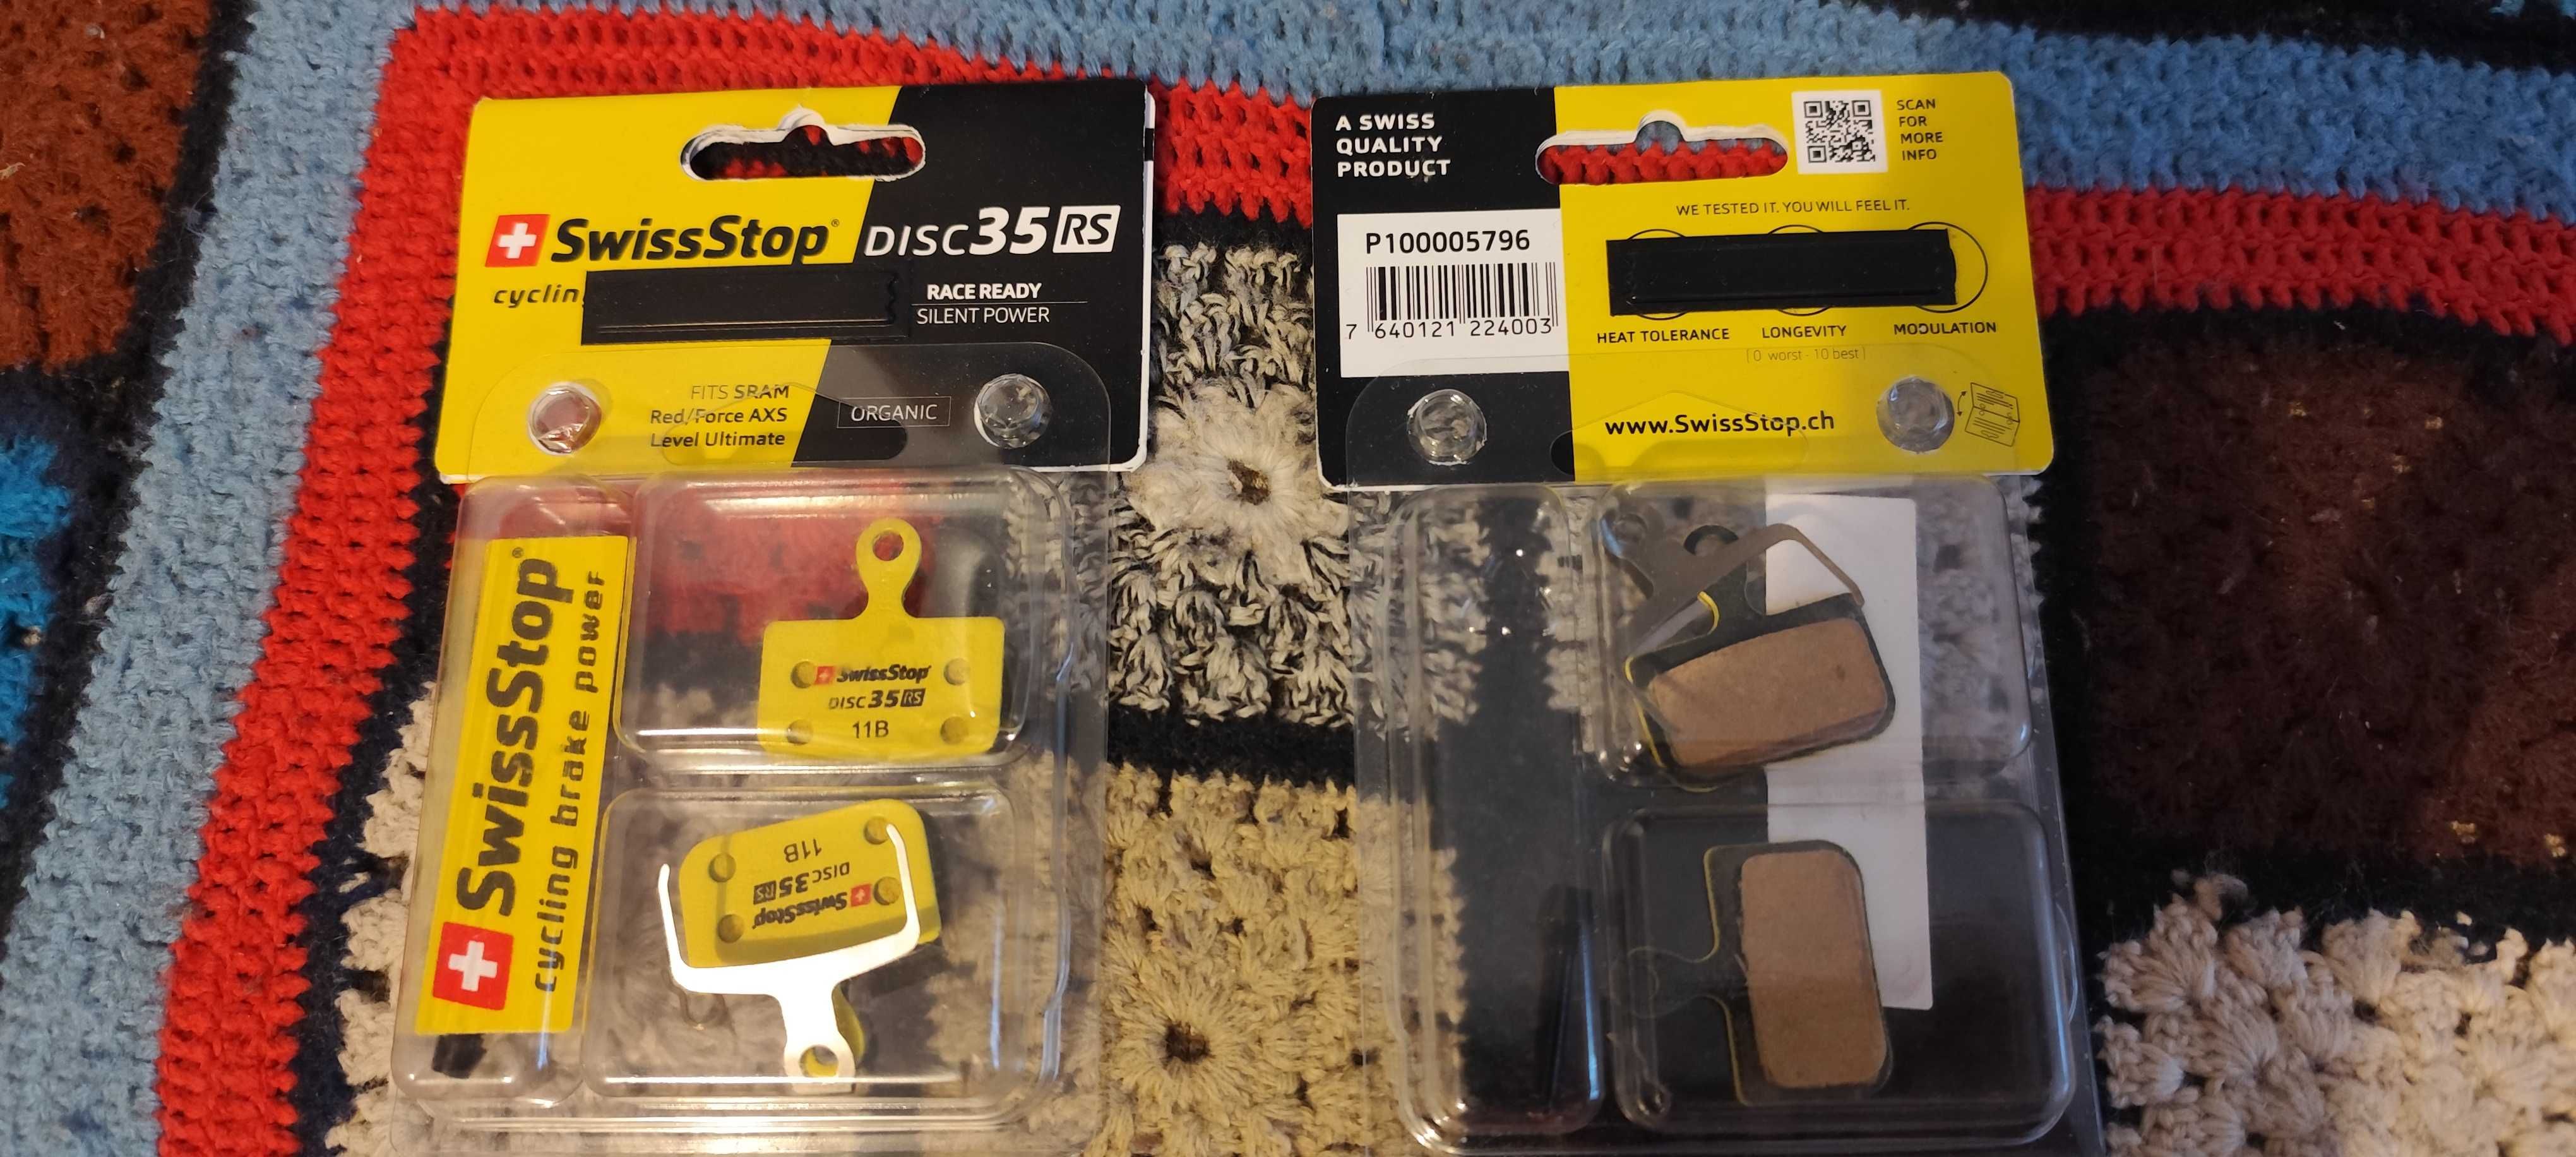 SwissStop® DISC 35 RS
cyclin
RACE READY
SILENT POWER
FITS SRAM
Red/Force AXS
Level Ultimate
ORGANIC
SwissStop®
cycling brake power
SwissStop
DISC 35 RS
11B
SwissStop
DISC 35 RS
11B
A SWISS
QUALITY
PRODUCT
SCAN
FOR
MORE
INFO
WE TESTED IT. YOU WILL FEEL IT.
P100005796
7 640121 224003
HEAT TOLERANCE LONGEVITY MODULATION
[0 worst - 10 best]
www.SwissStop.ch